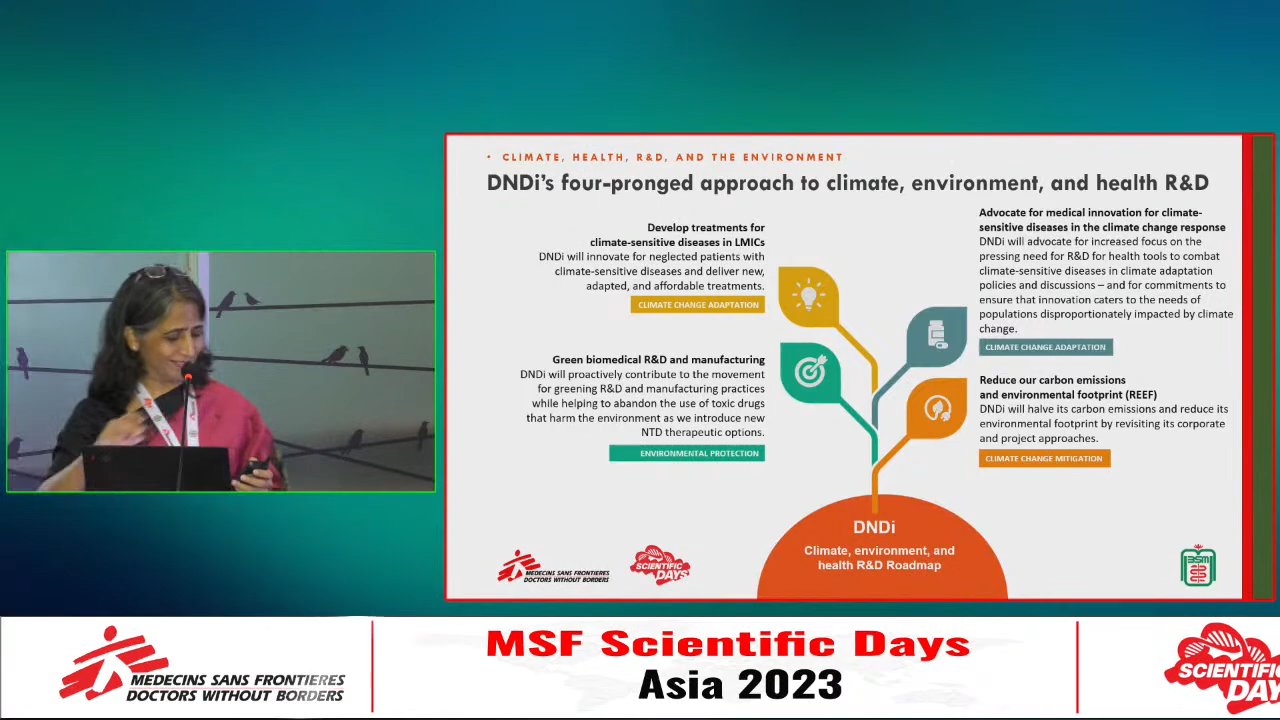 • CLIMATE, HEALTH, R&D, AND THE ENVIRONMENT
DNDi's four-pronged approach to climate, environment, and health R&D
Develop treatments for
climate-sensitive diseases in LMICs
DNDi will innovate for neglected patients with
climate-sensitive diseases and deliver new,
adapted, and affordable treatments.
CLIMATE CHANGE ADAPTATION
Green biomedical R&D and manufacturing
DNDi will proactively contribute to the movement
for greening R&D and manufacturing practices
while helping to abandon the use of toxic drugs
that harm the environment as we introduce new
NTD therapeutic options.
ENVIRONMENTAL PROTECTION
Advocate for medical innovation for climate-
sensitive diseases in the climate change response
DNDi will advocate for increased focus on the
pressing need for R&D for health tools to combat
climate-sensitive diseases in climate adaptation
policies and discussions – and for commitments to
ensure that innovation caters to the needs of
populations disproportionately impacted by climate
change.
CLIMATE CHANGE ADAPTATION
Reduce our carbon emissions
and environmental footprint (REEF)
DNDi will halve its carbon emissions and reduce its
environmental footprint by revisiting its corporate
and project approaches.
CLIMATE CHANGE MITIGATION
DNDi
Climate, environment, and
health R&D Roadmap
MEDECINS SANS FRONTIERES
DOCTORS WITHOUT BORDERS
SCIENTIFIC
DAYS
BSM
MEDECINS SANS FRONTIERES
DOCTORS WITHOUT BORDERS
MSF Scientific Days
Asia 2023
SCIENTIFIC
DAY